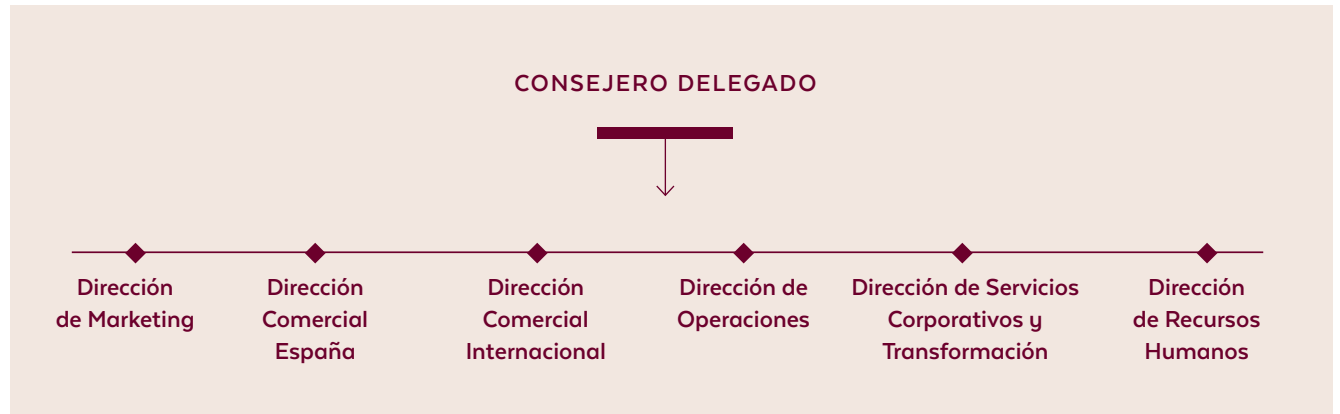 CONSEJERO DELEGADO
Dirección
de Marketing
Dirección
Comercial
España
Dirección
Comercial
Internacional
Dirección de
Operaciones
Dirección de Servicios
Corporativos y
Transformación
Dirección
de Recursos
Humanos